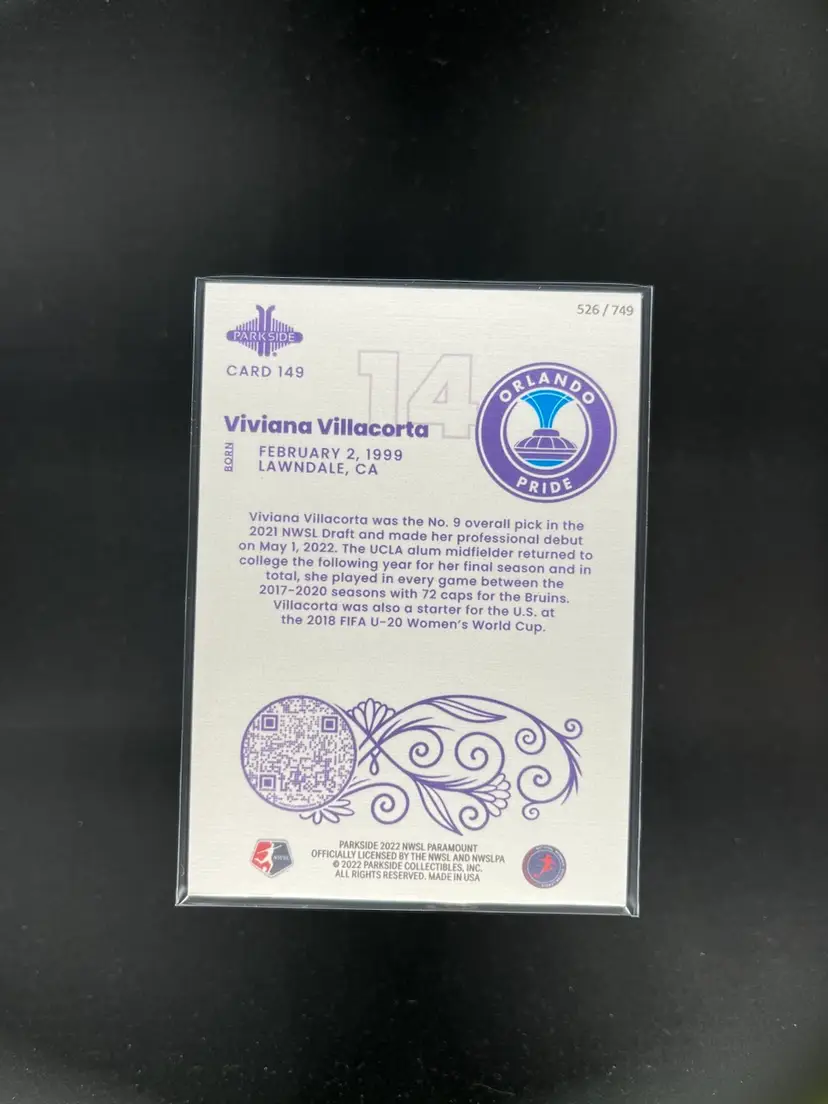 526 / 749
PARKSIDE
CARD 149
14
ORLANDO
PRIDE
Viviana Villacorta
BORN
FEBRUARY 2, 1999
LAWNDALE, CA
Viviana Villacorta was the No. 9 overall pick in the
2021 NWSL Draft and made her professional debut
on May 1, 2022. The UCLA alum midfielder returned to
college the following year for her final season and in
total, she played in every game between the
2017-2020 seasons with 72 caps for the Bruins.
Villacorta was also a starter for the U.S. at
the 2018 FIFA U-20 Women's World Cup.
NWSL
PARKSIDE 2022 NWSL PARAMOUNT
OFFICIALLY LICENSED BY THE NWSL AND NWSLPA
© 2022 PARKSIDE COLLECTIBLES, INC.
ALL RIGHTS RESERVED. MADE IN USA